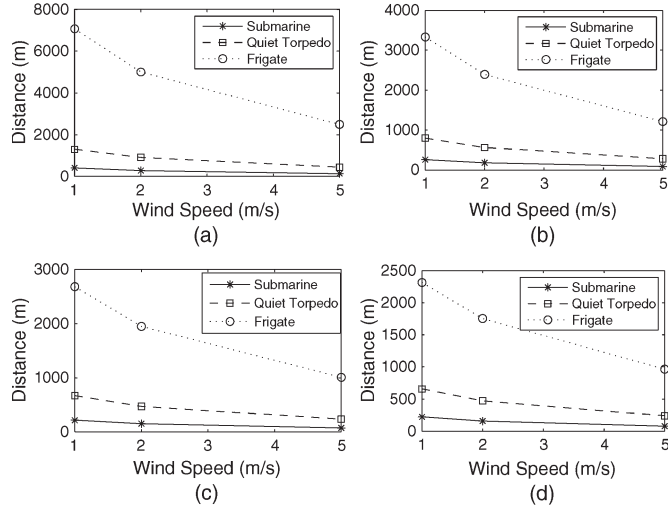 8000
6000
4000
2000
0
Distance (m)
Submarine
Quiet Torpedo
Frigate
1 2 3 4 5
Wind Speed (m/s)
(a)
4000
3000
2000
1000
0
Distance (m)
Submarine
Quiet Torpedo
Frigate
1 2 3 4 5
Wind Speed (m/s)
(b)
3000
2000
1000
0
Distance (m)
Submarine
Quiet Torpedo
Frigate
1 2 3 4 5
Wind Speed (m/s)
(c)
2500
2000
1500
1000
500
0
Distance (m)
Submarine
Quiet Torpedo
Frigate
1 2 3 4 5
Wind Speed (m/s)
(d)